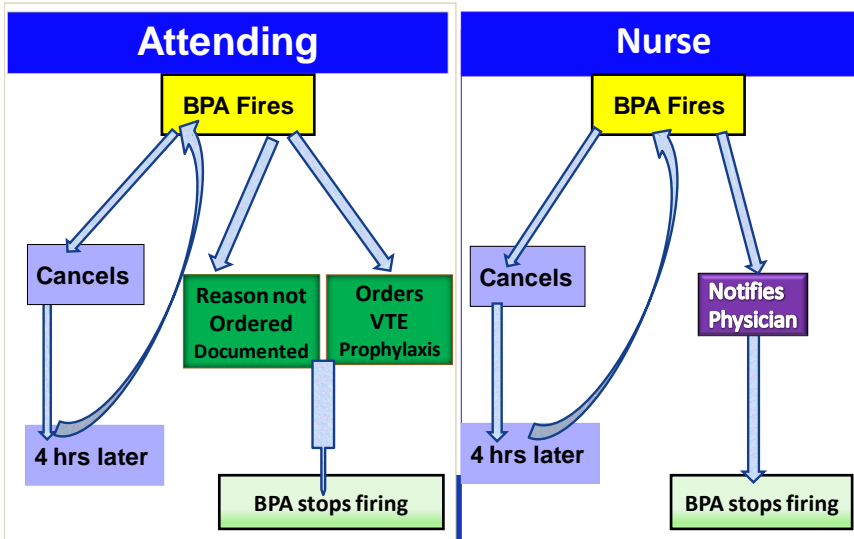 Attending
BPA Fires
Cancels
Reason not
Ordered
Documented
Orders
VTE
Prophylaxis
4 hrs later
BPA stops firing
Nurse
BPA Fires
Cancels
Notifies
Physician
4 hrs later
BPA stops firing